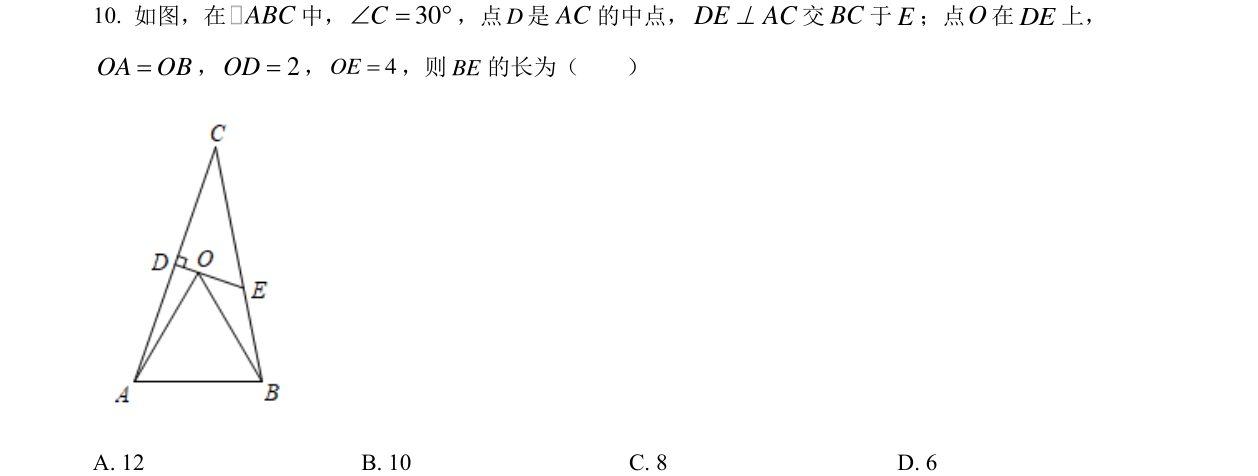 10. 如图，在□ABC 中，∠C = 30°，点 D 是 AC 的中点，DE ⊥ AC 交 BC 于 E；点 O 在 DE 上，
OA = OB，OD = 2，OE = 4，则 BE 的长为（　　）
C
D
O
E
A
B
A. 12 B. 10 C. 8 D. 6